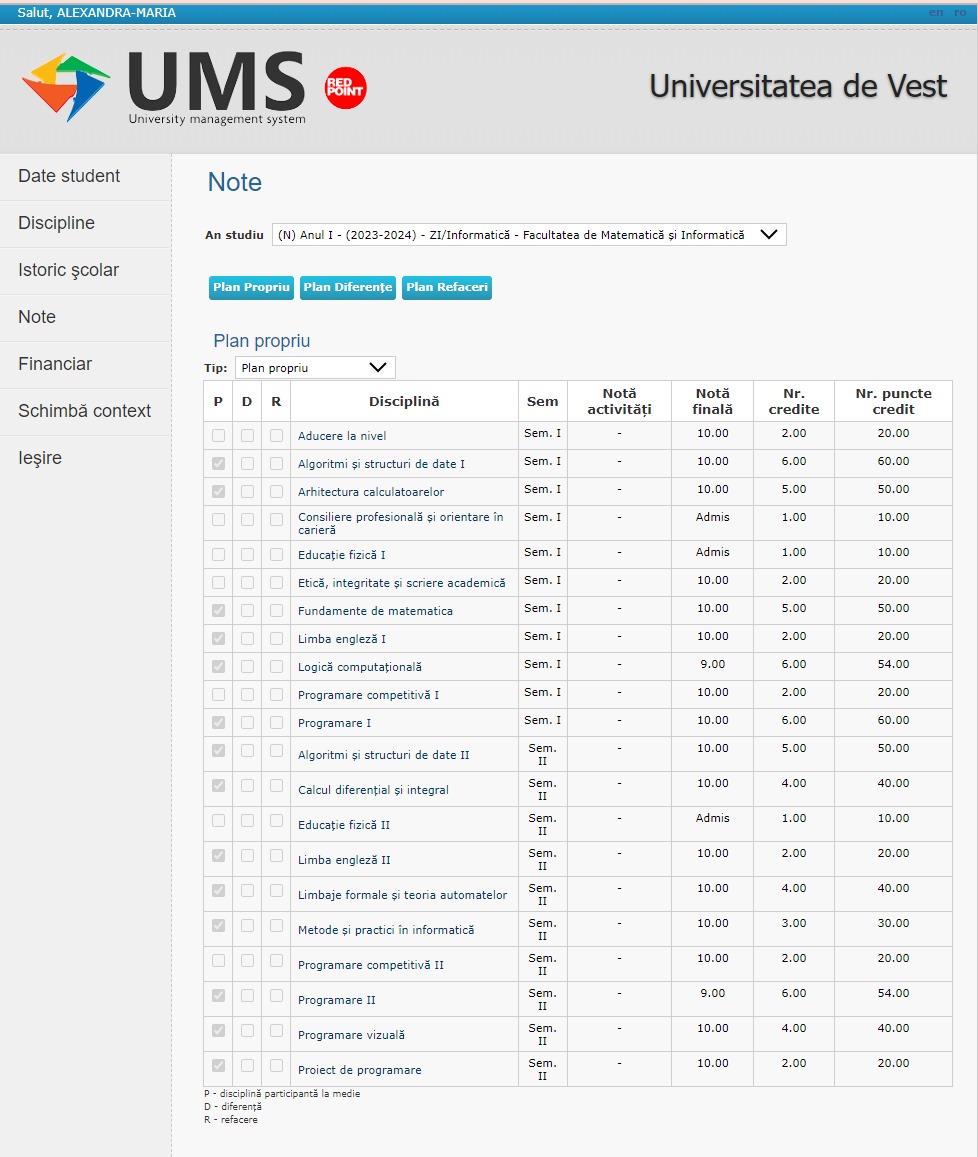 Salut, ALEXANDRA-MARIA en ro
UMS
University management system
RED
POINT
Universitatea de Vest
Date student
Discipline
Istoric şcolar
Note
Financiar
Schimbă context
Ieşire
Note
An studiu (N) Anul I - (2023-2024) - ZI/Informatică - Facultatea de Matematică și Informatică
Plan Propriu Plan Diferențe Plan Refaceri
Plan propriu
Tip: Plan propriu
P D R Disciplină Sem Notă activităţi Notă finală Nr. credite Nr. puncte credit
Aducere la nivel Sem. I - 10.00 2.00 20.00
Algoritmi și structuri de date I Sem. I - 10.00 6.00 60.00
Arhitectura calculatoarelor Sem. I - 10.00 5.00 50.00
Consiliere profesională și orientare în carieră Sem. I - Admis 1.00 10.00
Educație fizică I Sem. I - Admis 1.00 10.00
Etică, integritate și scriere academică Sem. I - 10.00 2.00 20.00
Fundamente de matematica Sem. I - 10.00 5.00 50.00
Limba engleză I Sem. I - 10.00 2.00 20.00
Logică computațională Sem. I - 9.00 6.00 54.00
Programare competitivă I Sem. I - 10.00 2.00 20.00
Programare I Sem. I - 10.00 6.00 60.00
Algoritmi și structuri de date II Sem. II - 10.00 5.00 50.00
Calcul diferențial și integral Sem. II - 10.00 4.00 40.00
Educație fizică II Sem. II - Admis 1.00 10.00
Limba engleză II Sem. II - 10.00 2.00 20.00
Limbaje formale și teoria automatelor Sem. II - 10.00 4.00 40.00
Metode și practici în informatică Sem. II - 10.00 3.00 30.00
Programare competitivă II Sem. II - 10.00 2.00 20.00
Programare II Sem. II - 9.00 6.00 54.00
Programare vizuală Sem. II - 10.00 4.00 40.00
Proiect de programare Sem. II - 10.00 2.00 20.00
P - disciplină participantă la medie
D - diferenţă
R - refacere